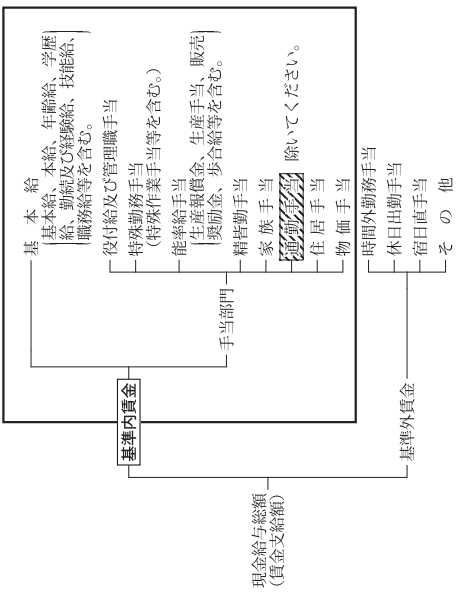 現金給与総額
(賃金支給額)
基準内賃金
基本給
基本給、本給、年齢給、学歴
給、勤続及び経験給、技能給、
職務給等を含む。
手当部門
役付給及び管理職手当
特殊勤務手当
(特殊作業手当等を含む。)
能率給手当
生産報償金、生産手当、販売
奨励金、歩合給等を含む。
精皆勤手当
家族手当
通勤手当 除いてください。
住居手当
物価手当
基準外賃金
時間外勤務手当
休日出勤手当
宿日直手当
その他